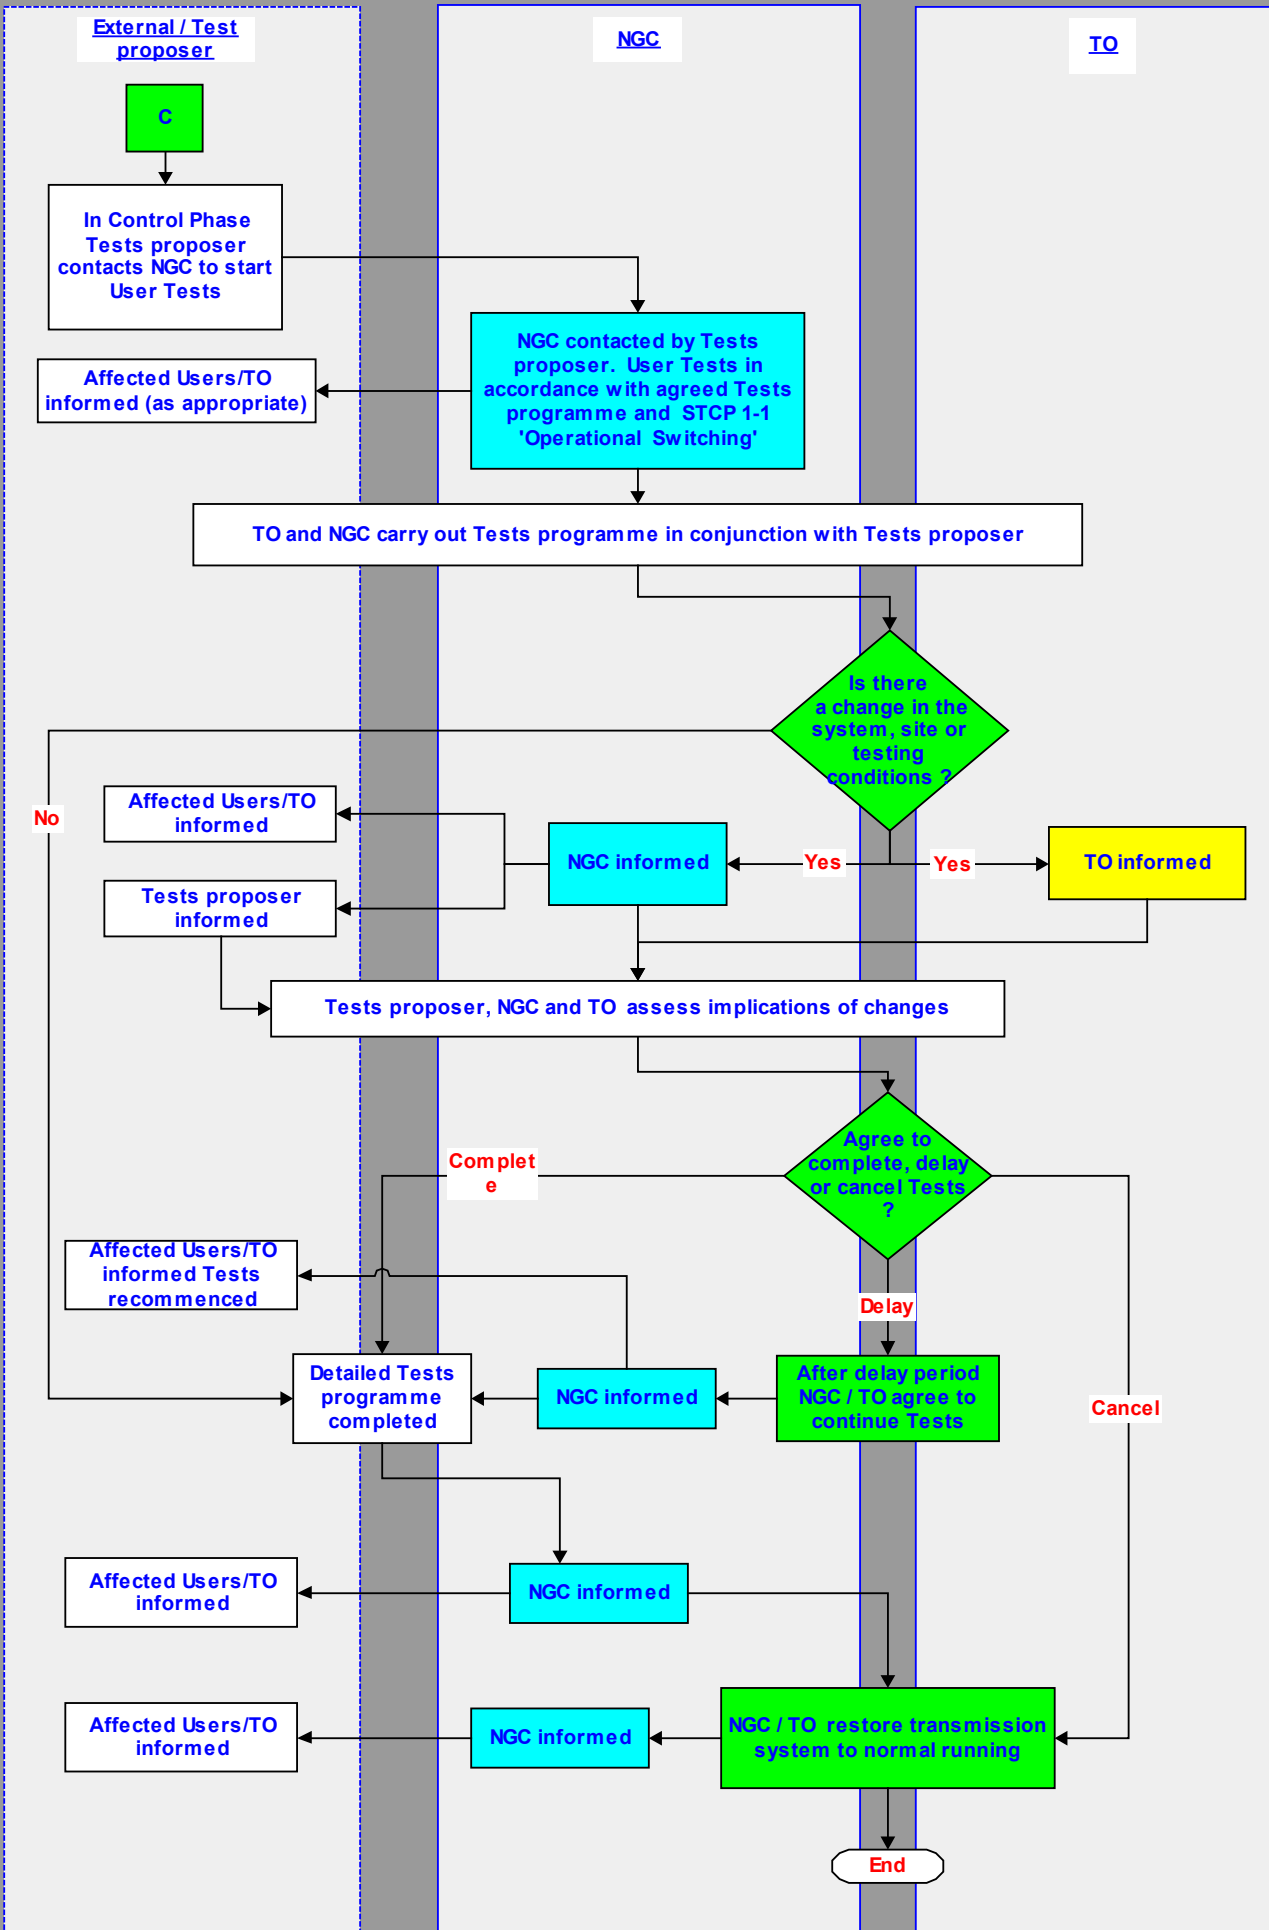 External / Test
proposer
NGC
TO
C
In Control Phase
Tests proposer
contacts NGC to start
User Tests
NGC contacted by Tests
proposer. User Tests in
accordance with agreed Tests
programme and STCP 1-1
'Operational Switching'
Affected Users/TO
informed (as appropriate)
TO and NGC carry out Tests programme in conjunction with Tests proposer
Is there
a change in the
system, site or
testing
conditions ?
No
Affected Users/TO
informed
NGC informed
Yes
Yes
TO informed
Tests proposer
informed
Tests proposer, NGC and TO assess implications of changes
Agree to
complete, delay
or cancel Tests
?
Complet
e
Affected Users/TO
informed Tests
recommenced
Delay
Detailed Tests
programme
completed
NGC informed
After delay period
NGC / TO agree to
continue Tests
Cancel
Affected Users/TO
informed
NGC informed
Affected Users/TO
informed
NGC informed
NGC / TO restore transmission
system to normal running
End